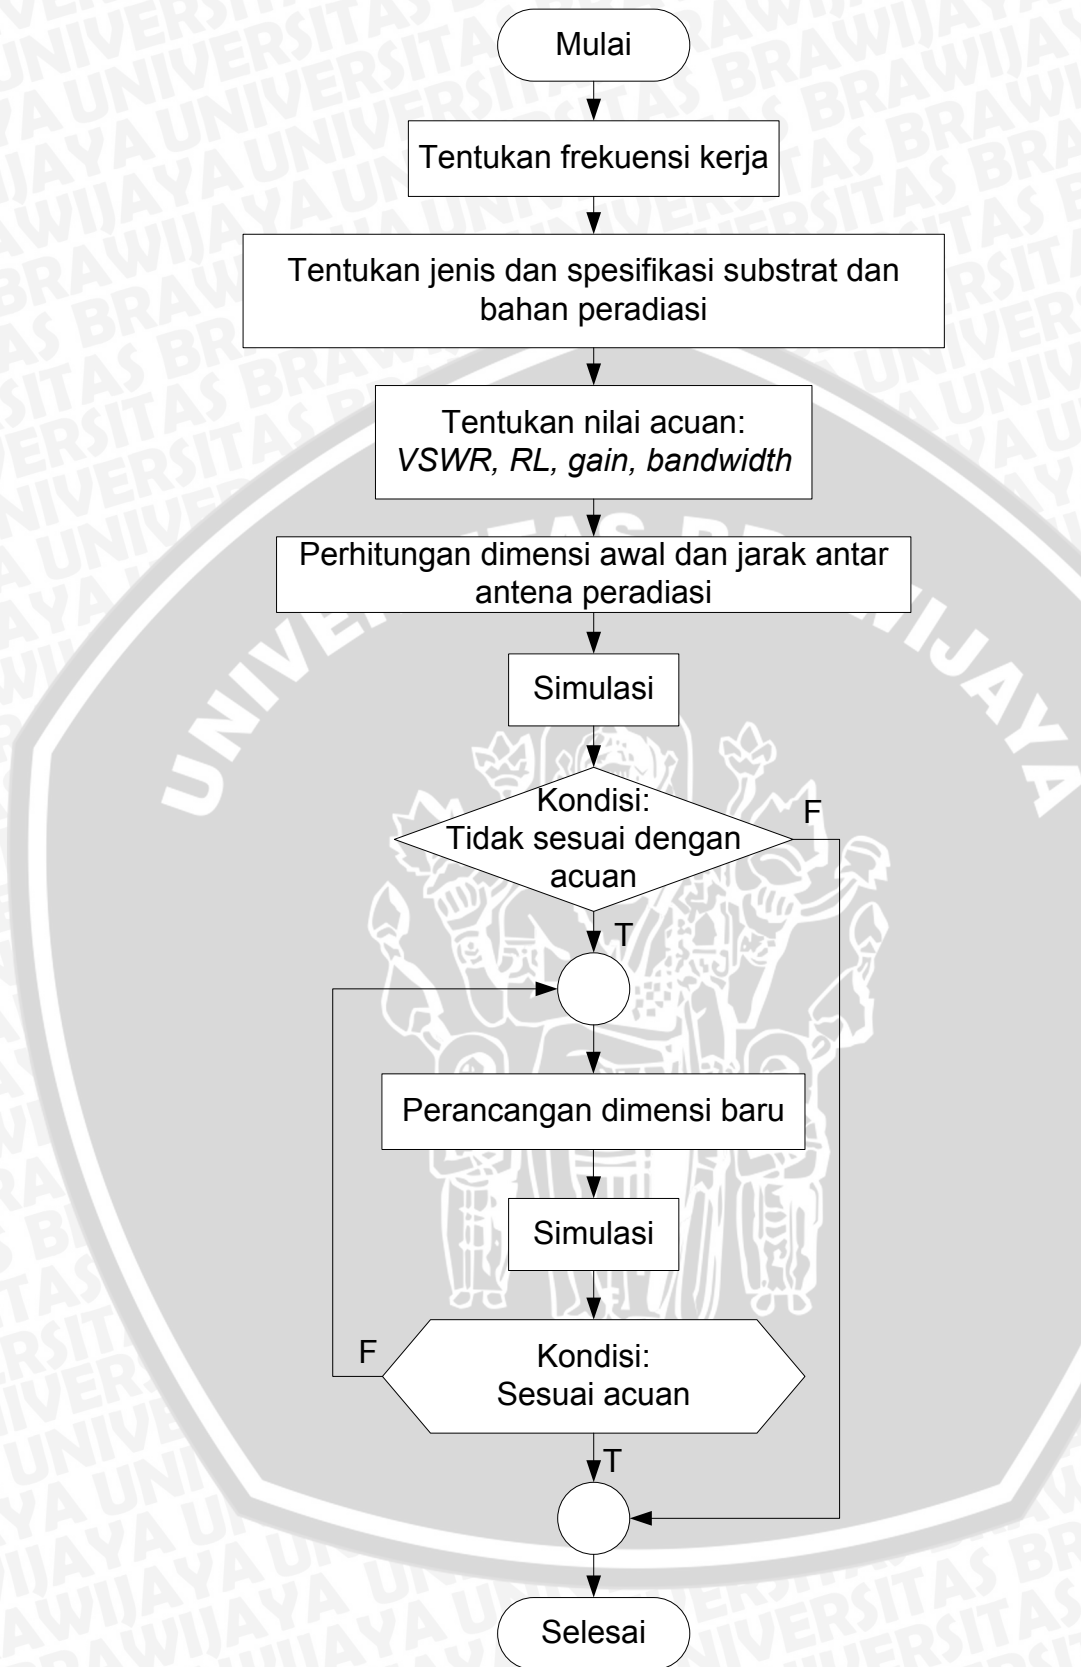 Mulai
Tentukan frekuensi kerja
Tentukan jenis dan spesifikasi substrat dan
bahan peradiasi
Tentukan nilai acuan:
VSWR, RL, gain, bandwidth
Perhitungan dimensi awal dan jarak antar
antena peradiasi
Simulasi
Kondisi:
Tidak sesuai dengan
acuan
F
T
Perancangan dimensi baru
Simulasi
F
Kondisi:
Sesuai acuan
T
Selesai
UNIVERSITAS BRAWIJAYA